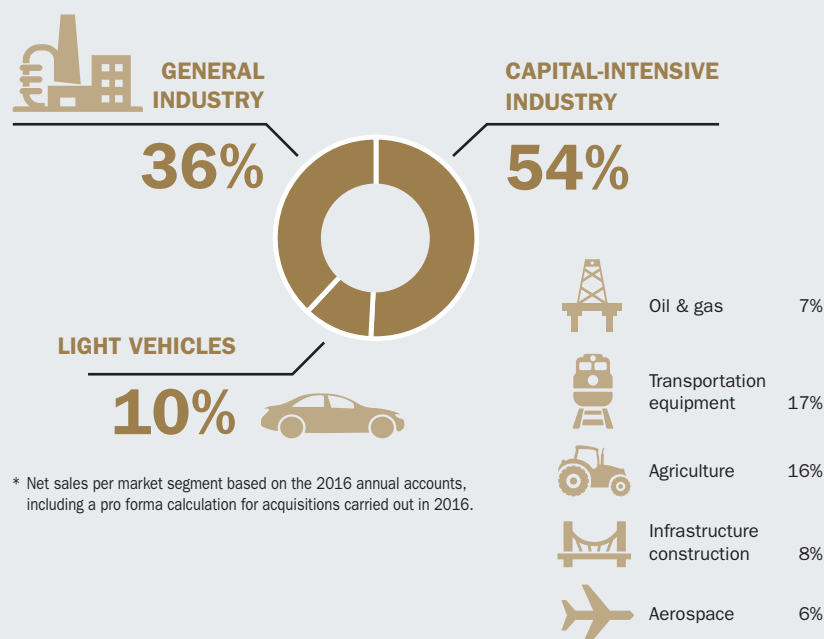 GENERAL
INDUSTRY
36%
CAPITAL-INTENSIVE
INDUSTRY
54%
LIGHT VEHICLES
10%
* Net sales per market segment based on the 2016 annual accounts,
including a pro forma calculation for acquisitions carried out in 2016.
Oil & gas 7%
Transportation
equipment 17%
Agriculture 16%
Infrastructure
construction 8%
Aerospace 6%